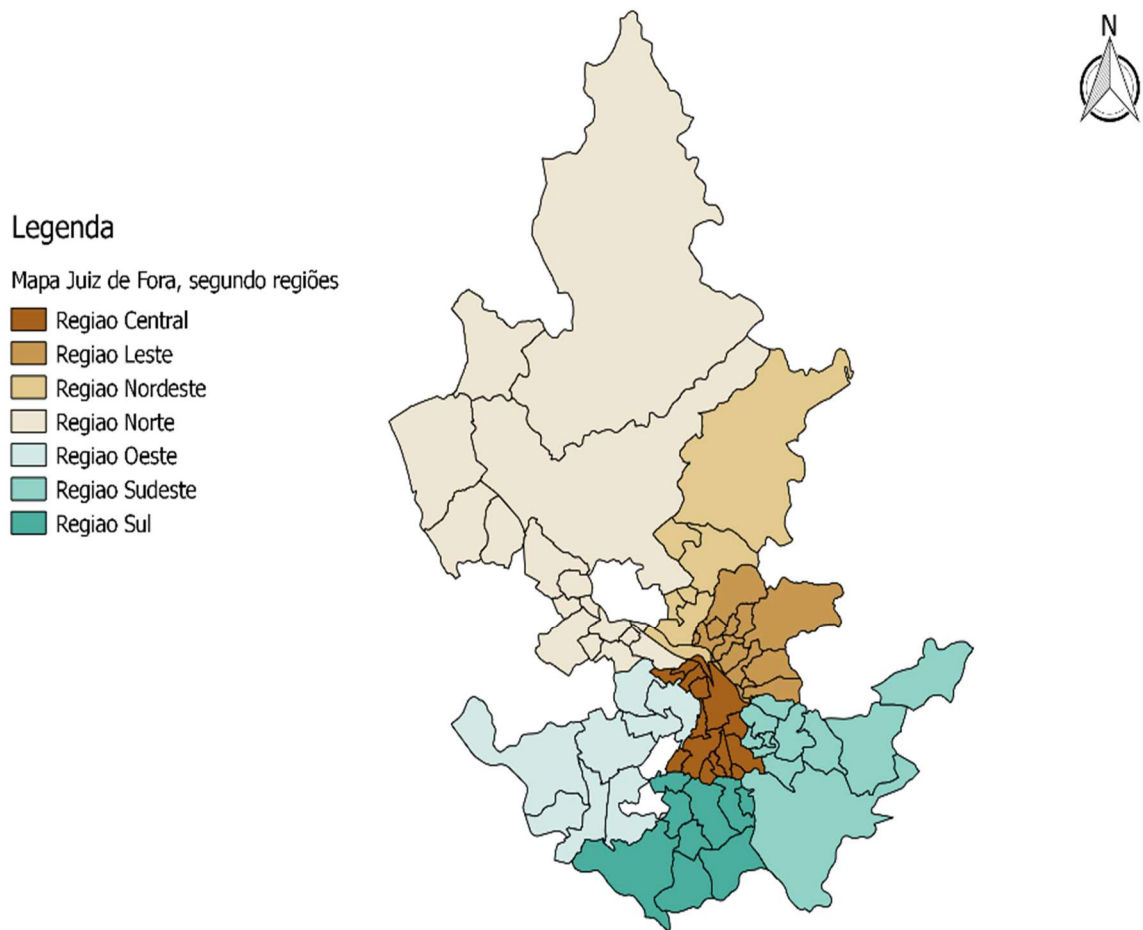 N
Legenda
Mapa Juiz de Fora, segundo regiões
Regiao Central
Regiao Leste
Regiao Nordeste
Regiao Norte
Regiao Oeste
Regiao Sudeste
Regiao Sul